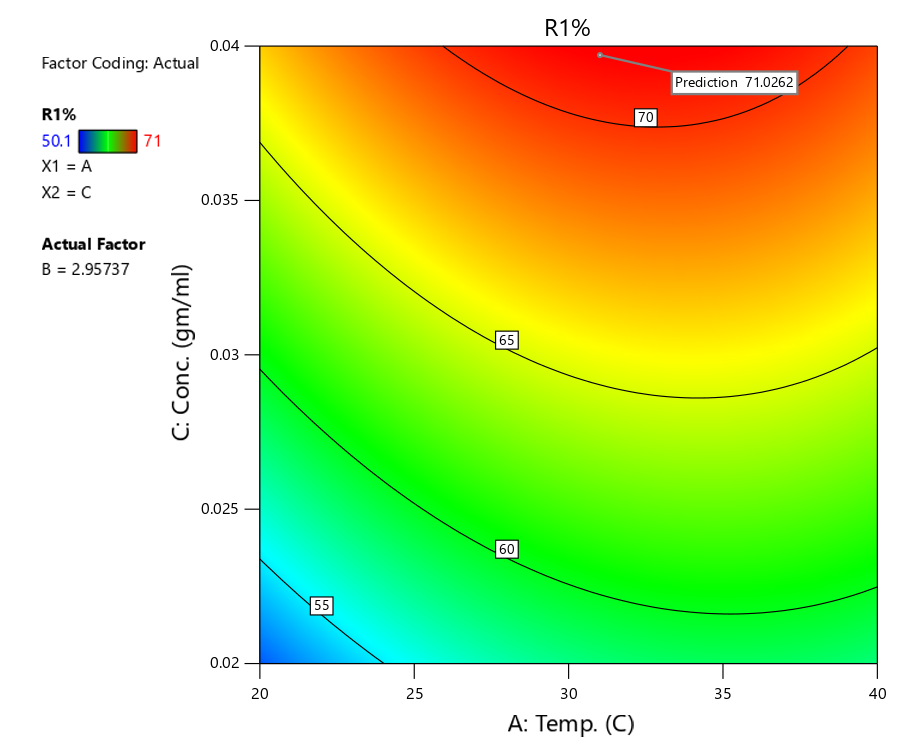 R1%
Factor Coding: Actual
R1%
50.1 71
X1 = A
X2 = C
Actual Factor
B = 2.95737
C: Conc. (gm/ml)
0.04
0.035
0.03
0.025
0.02
Prediction 71.0262
70
65
60
55
20 25 30 35 40
A: Temp. (C)